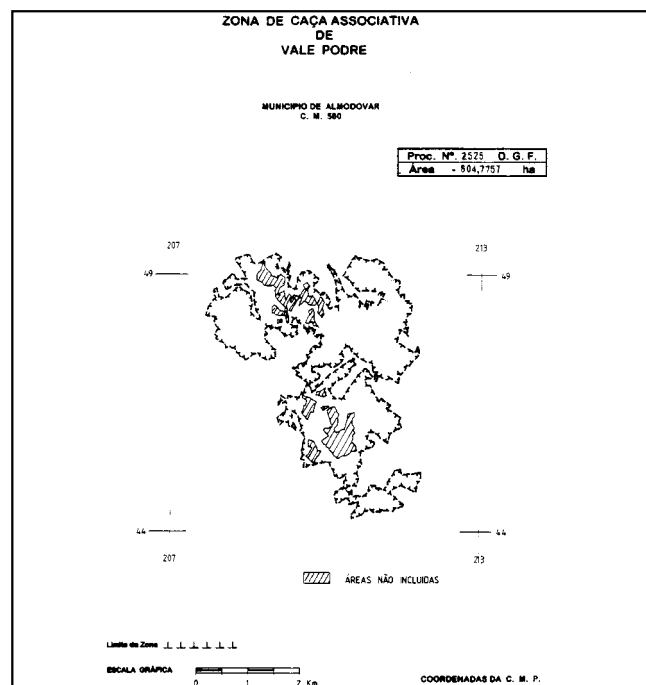 ZONA DE CAÇA ASSOCIATIVA
DE
VALE PODRE
MUNICIPIO DE ALMODOVAR
C. M. 580
Proc. Nº. 2525 D. G. F.
Área - 804,7757 ha
207
213
49
49
44
44
207
213
ÁREAS NÃO INCLUIDAS
Limite da Zona
ESCALA GRÁFICA
0 1 2 Km
COORDENADAS DA C. M. P.